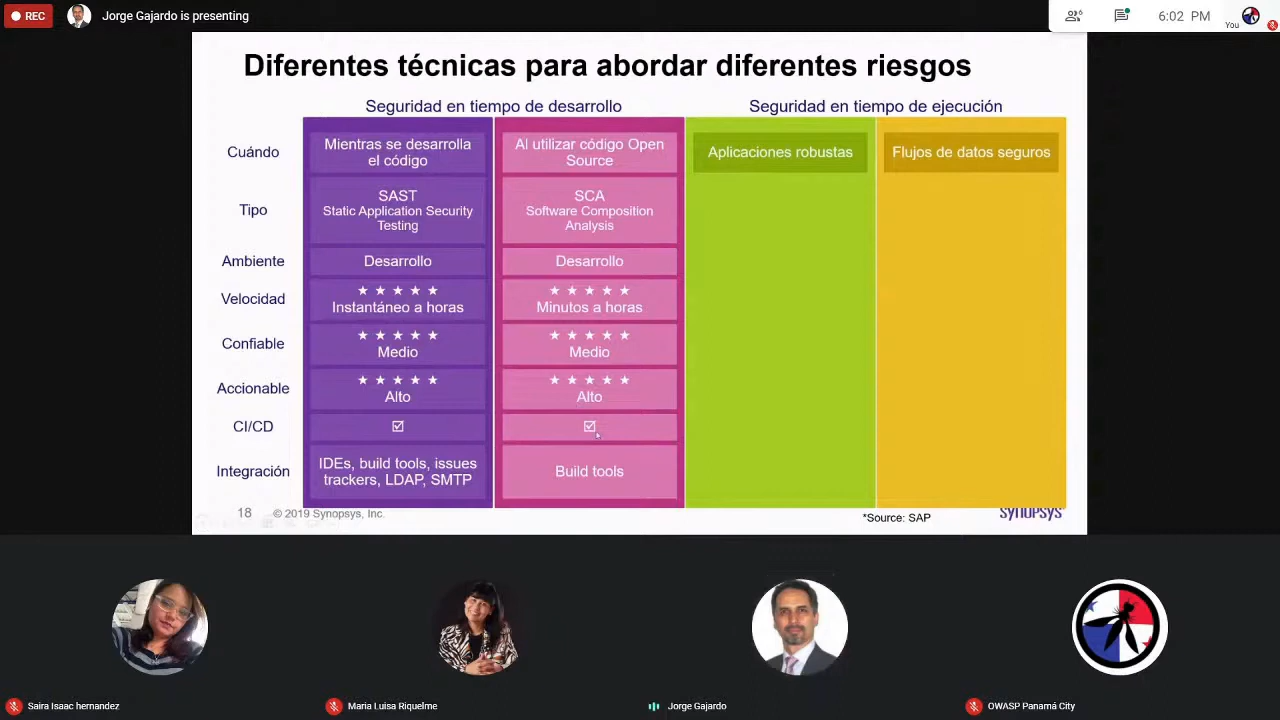 REC
Jorge Gajardo is presenting
6
6:02 PM
You
Diferentes técnicas para abordar diferentes riesgos
Seguridad en tiempo de desarrollo
Seguridad en tiempo de ejecución
Cuándo
Mientras se desarrolla
el código
Al utilizar código Open
Source
Aplicaciones robustas
Flujos de datos seguros
Tipo
SAST
Static Application Security
Testing
SCA
Software Composition
Analysis
Ambiente
Desarrollo
Desarrollo
Velocidad
★ ★ ★ ★ ★
Instantáneo a horas
★ ★ ★ ★ ★
Minutos a horas
Confiable
★ ★ ★ ★ ★
Medio
★ ★ ★ ★ ★
Medio
Accionable
★ ★ ★ ★ ★
Alto
★ ★ ★ ★ ★
Alto
CI/CD
☑
☑
Integración
IDEs, build tools, issues
trackers, LDAP, SMTP
Build tools
18
© 2019 Synopsys, Inc.
*Source: SAP
SYNOPSYS
Saira Isaac hernandez
Maria Luisa Riquelme
Jorge Gajardo
OWASP Panamá City